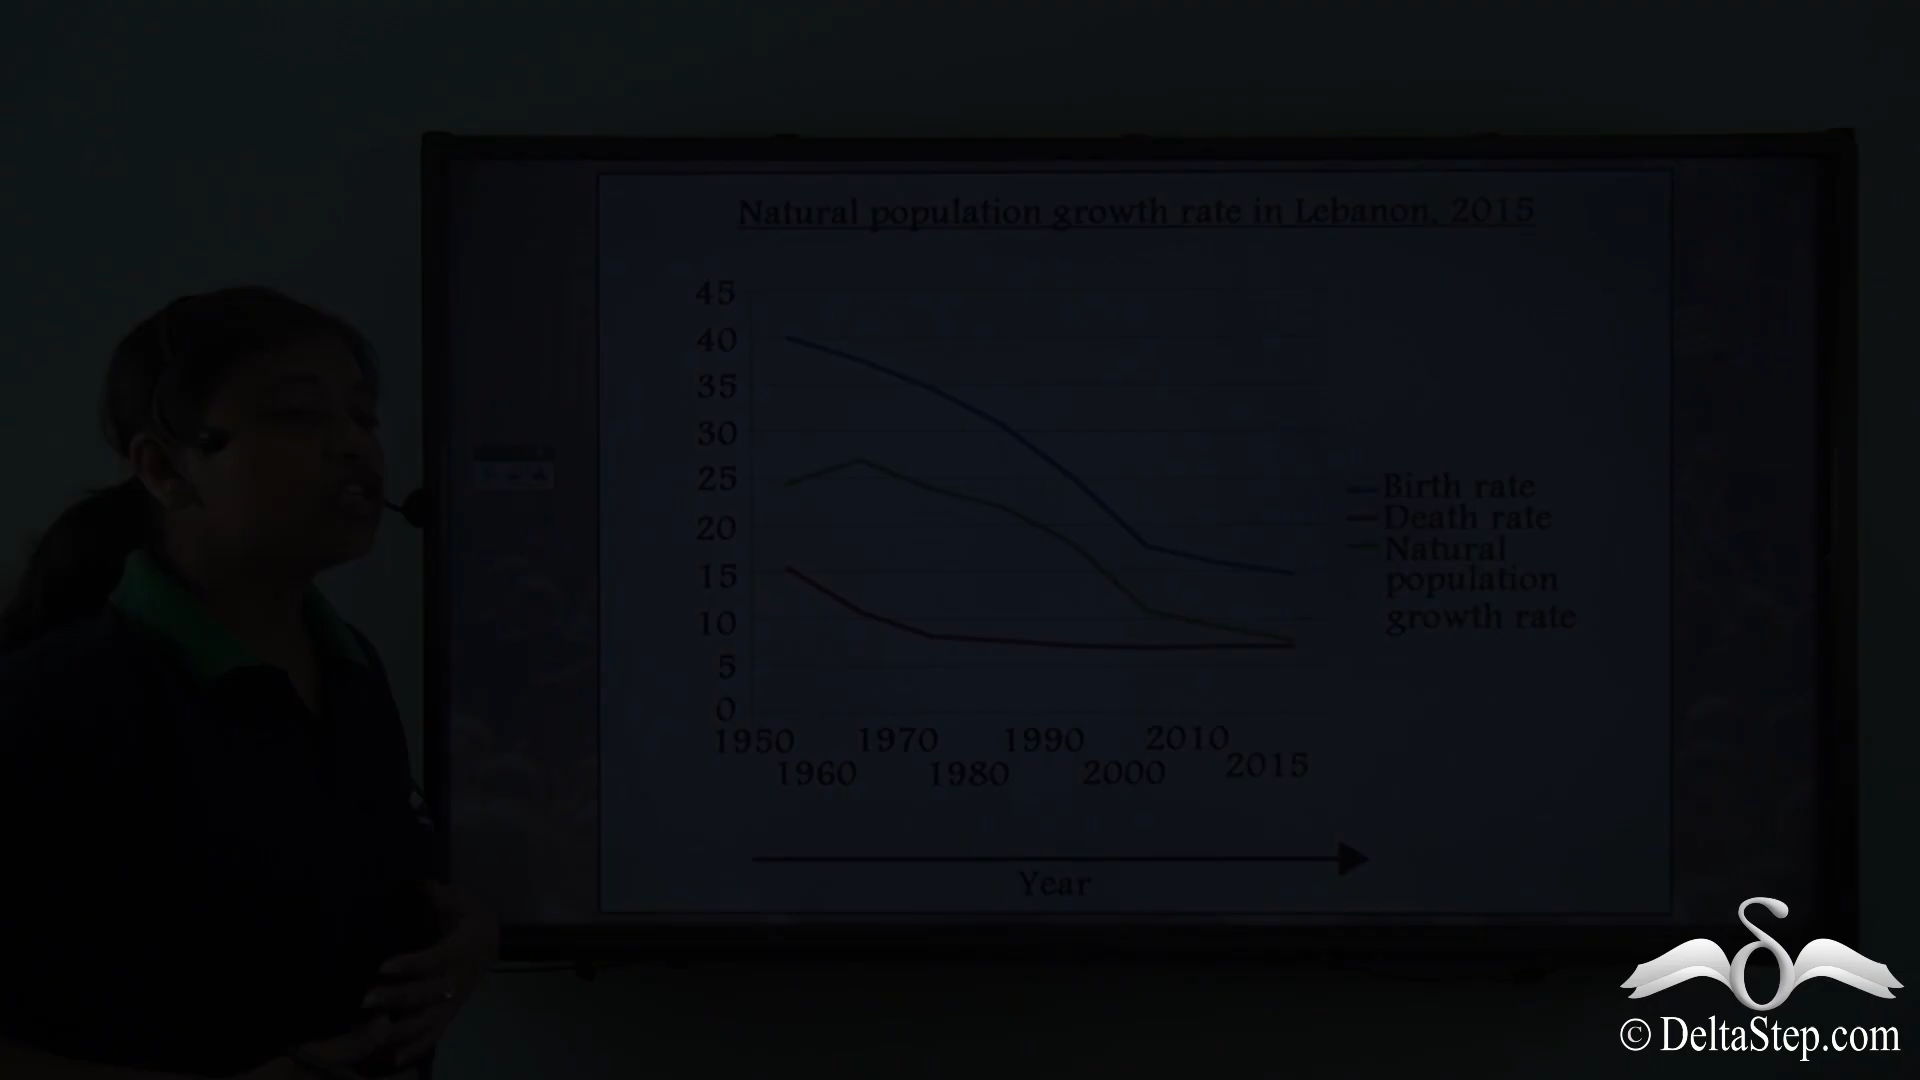 Natural population growth rate in Lebanon, 2015
45
40
35
30
25
20
15
10
5
0
1950 1970 1990 2010
1960 1980 2000 2015
Year
Birth rate
Death rate
Natural
population
growth rate
© DeltaStep.com